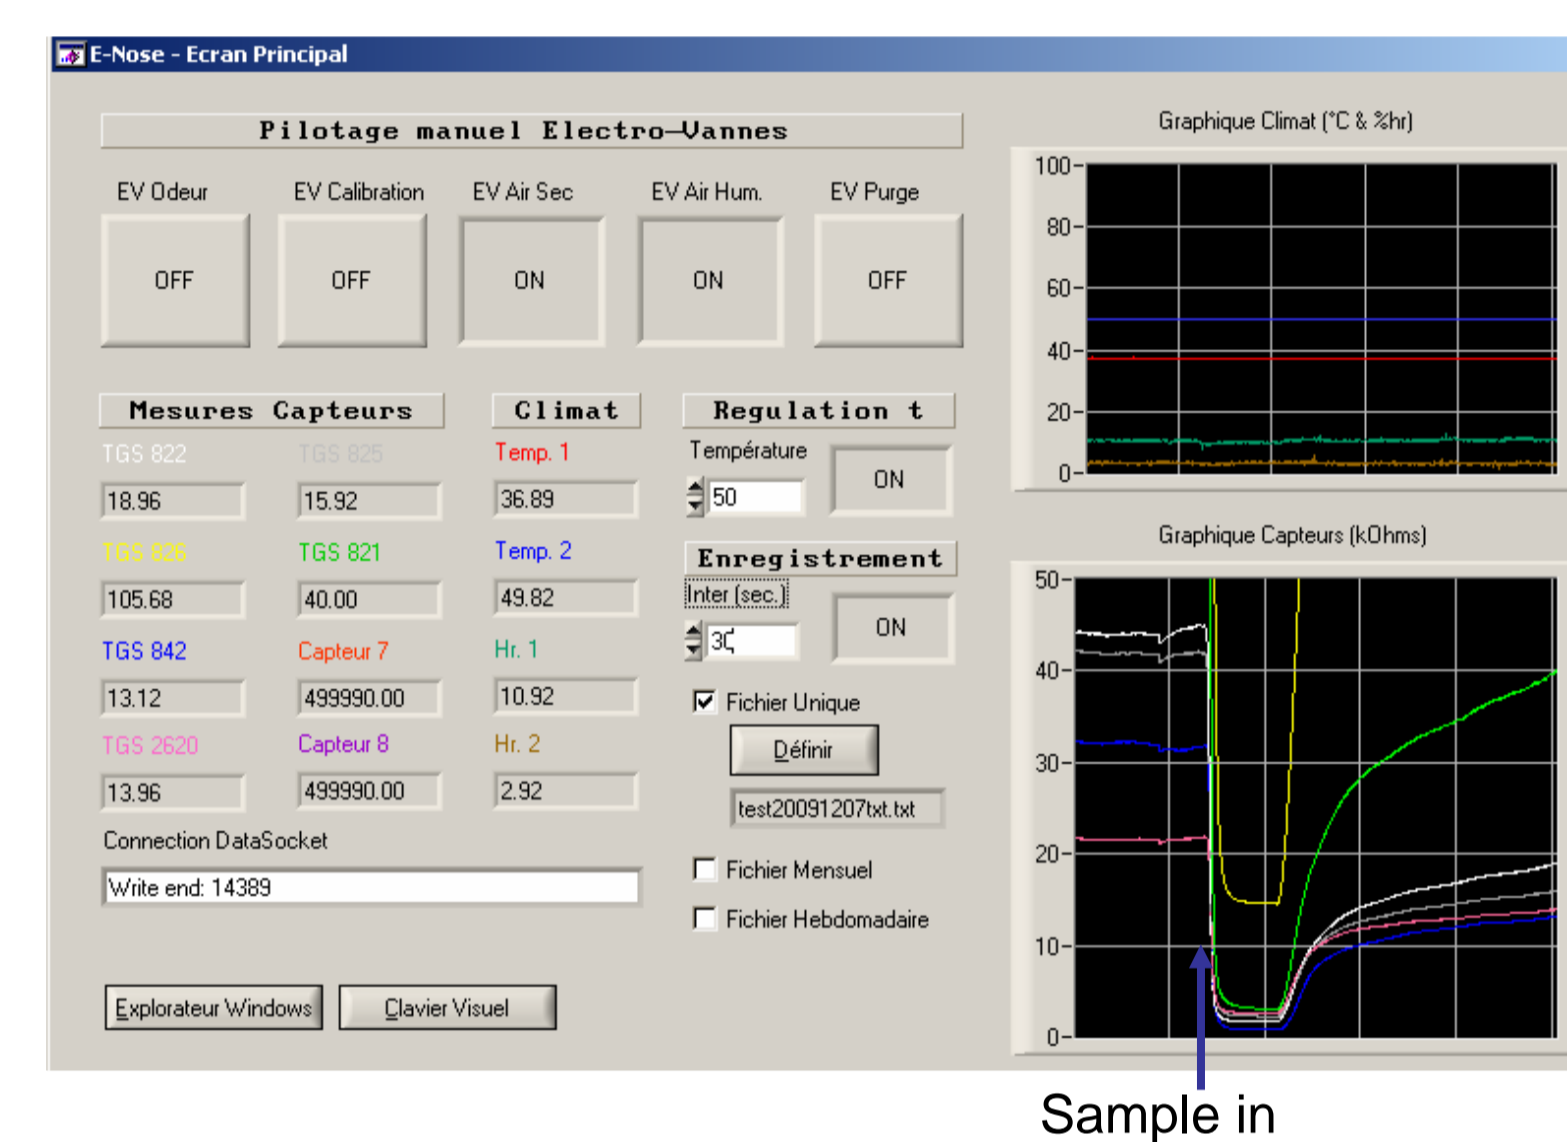 E-Nose - Ecran Principal
Pilotage manuel Electro-Vannes
EV Odeur EV Calibration EV Air Sec EV Air Hum. EV Purge
OFF OFF ON ON OFF
Mesures Capteurs Climat Regulation t
TGS 822 TGS 825 Temp. 1 Température
18.96 15.92 36.89 50 ON
TGS 826 TGS 821 Temp. 2 Enregistrement
105.68 40.00 49.82 Inter (sec.)
30 ON
TGS 842 Capteur 7 Hr. 1
13.12 499990.00 10.92 Fichier Unique
TGS 2620 Capteur 8 Hr. 2 Définir
13.96 499990.00 2.92 test20091207txt.txt
Connection DataSocket
Write end: 14389
Fichier Mensuel
Fichier Hebdomadaire
Explorateur Windows Clavier Visuel
Graphique Climat (°C & %hr)
100
80
60
40
20
0
Graphique Capteurs (kOhms)
50
40
30
20
10
0
Sample in